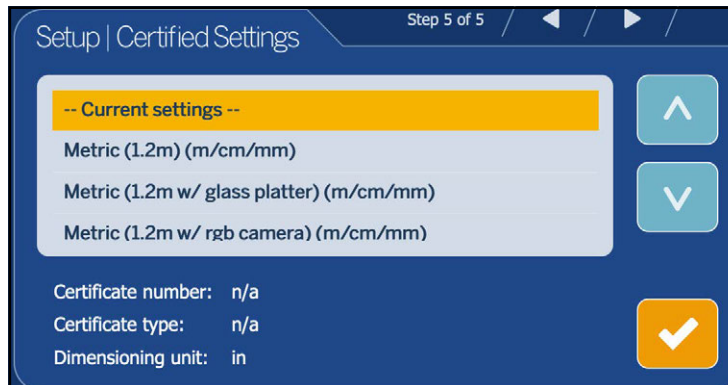 Setup | Certified Settings
Step 5 of 5
-- Current settings --
Metric (1.2m) (m/cm/mm)
Metric (1.2m w/ glass platter) (m/cm/mm)
Metric (1.2m w/ rgb camera) (m/cm/mm)
Certificate number: n/a
Certificate type: n/a
Dimensioning unit: in